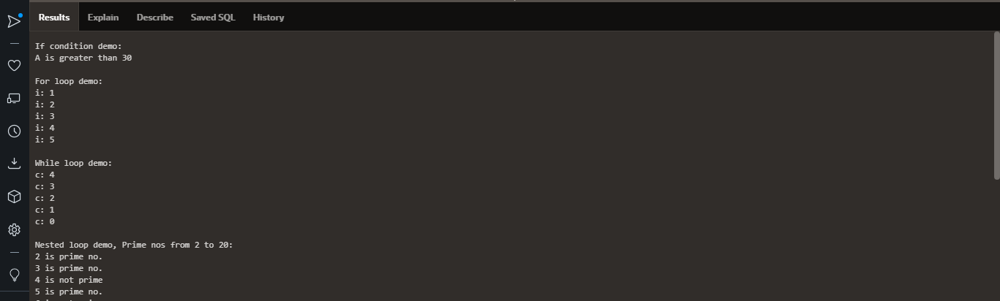 Results Explain Describe Saved SQL History
If condition demo:
A is greater than 30
For loop demo:
i: 1
i: 2
i: 3
i: 4
i: 5
While loop demo:
c: 4
c: 3
c: 2
c: 1
c: 0
Nested loop demo, Prime nos from 2 to 20:
2 is prime no.
3 is prime no.
4 is not prime
5 is prime no.